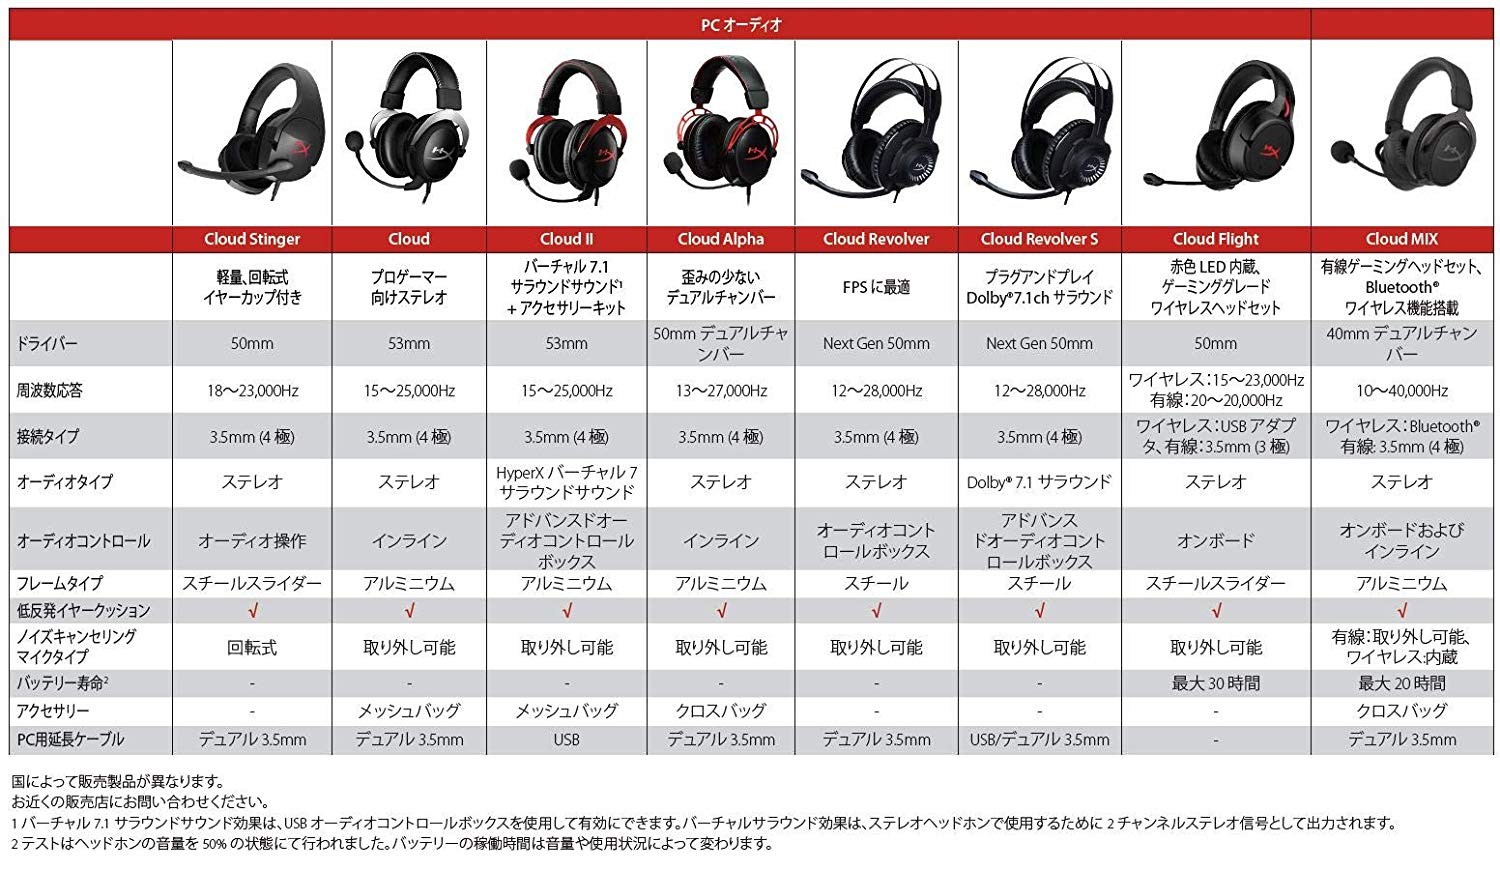 PC オーディオ
Cloud Stinger Cloud Cloud II Cloud Alpha Cloud Revolver Cloud Revolver S Cloud Flight Cloud MIX
軽量、回転式
イヤーカップ付き
プロゲーマー
向けステレオ
バーチャル 7.1
サラウンドサウンド¹
+ アクセサリーキット
歪みの少ない
デュアルチャンバー
FPS に最適
プラグアンドプレイ
Dolby®7.1ch サラウンド
赤色 LED 内蔵、
ゲーミンググレード
ワイヤレスヘッドセット
有線ゲーミングヘッドセット、
Bluetooth®
ワイヤレス機能搭載
ドライバー
50mm
53mm
53mm
50mm デュアルチャ
ンバー
Next Gen 50mm
Next Gen 50mm
50mm
40mm デュアルチャン
バー
周波数応答
18～23,000Hz
15～25,000Hz
15～25,000Hz
13～27,000Hz
12～28,000Hz
12～28,000Hz
ワイヤレス：15～23,000Hz
有線：20～20,000Hz
10～40,000Hz
接続タイプ
3.5mm (4 極)
3.5mm (4 極)
3.5mm (4 極)
3.5mm (4 極)
3.5mm (4 極)
3.5mm (4 極)
ワイヤレス：USB アダプ
タ、有線：3.5mm (3 極)
ワイヤレス：Bluetooth®
有線: 3.5mm (4 極)
オーディオタイプ
ステレオ
ステレオ
HyperX バーチャル 7
サラウンドサウンド
ステレオ
ステレオ
Dolby® 7.1 サラウンド
ステレオ
ステレオ
オーディオコントロール
オーディオ操作
インライン
アドバンスドオー
ディオコントロール
ボックス
インライン
オーディオコント
ロールボックス
アドバンス
ドオーディオコント
ロールボックス
オンボード
オンボードおよび
インライン
フレームタイプ
スチールスライダー
アルミニウム
アルミニウム
アルミニウム
スチール
スチール
スチールスライダー
アルミニウム
低反発イヤークッション
√ √ √ √ √ √ √ √
ノイズキャンセリング
マイクタイプ
回転式
取り外し可能
取り外し可能
取り外し可能
取り外し可能
取り外し可能
取り外し可能
有線：取り外し可能、
ワイヤレス:内蔵
バッテリー寿命²
- - - - - - 最大 30 時間 最大 20 時間
アクセサリー
- メッシュバッグ メッシュバッグ クロスバッグ - - - クロスバッグ
PC用延長ケーブル
デュアル 3.5mm デュアル 3.5mm USB デュアル 3.5mm デュアル 3.5mm USB/デュアル 3.5mm - デュアル 3.5mm
国によって販売製品が異なります。
お近くの販売店にお問い合わせください。
1 バーチャル 7.1 サラウンドサウンド効果は、USB オーディオコントロールボックスを使用して有効にできます。バーチャルサラウンド効果は、ステレオヘッドホンで使用するために 2 チャンネルステレオ信号として出力されます。
2 テストはヘッドホンの音量を 50% の状態にて行われました。バッテリーの稼働時間は音量や使用状況によって変わります。